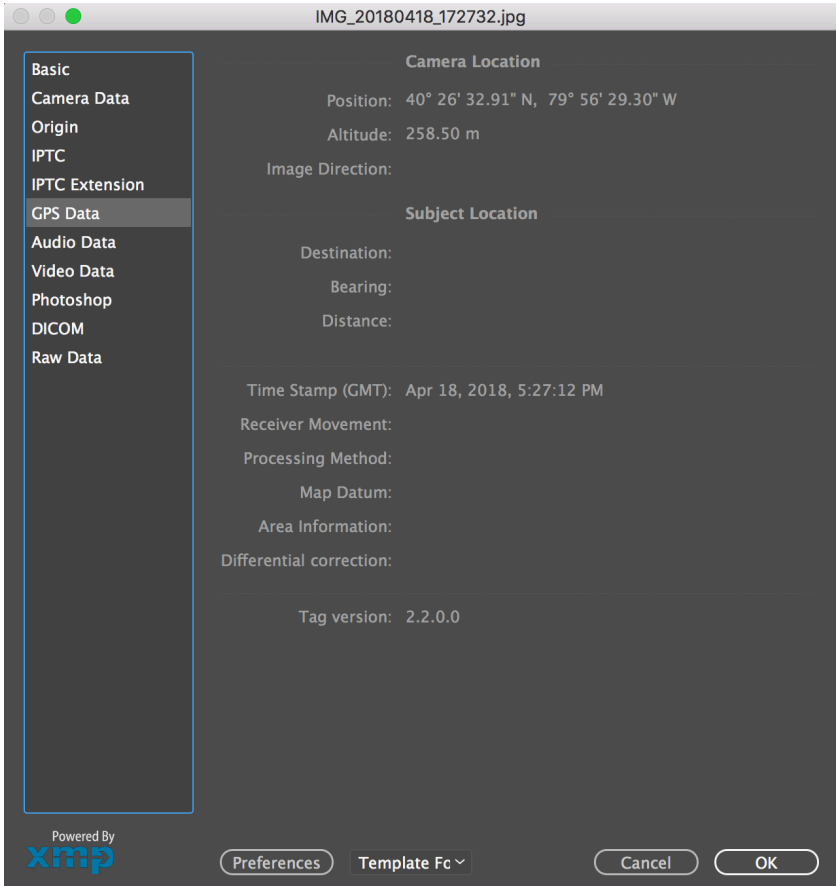 IMG_20180418_172732.jpg
Basic
Camera Data
Origin
IPTC
IPTC Extension
GPS Data
Audio Data
Video Data
Photoshop
DICOM
Raw Data
Camera Location
Position: 40° 26' 32.91" N, 79° 56' 29.30" W
Altitude: 258.50 m
Image Direction:
Subject Location
Destination:
Bearing:
Distance:
Time Stamp (GMT): Apr 18, 2018, 5:27:12 PM
Receiver Movement:
Processing Method:
Map Datum:
Area Information:
Differential correction:
Tag version: 2.2.0.0
Powered By
xmp
Preferences
Template Fo
Cancel
OK